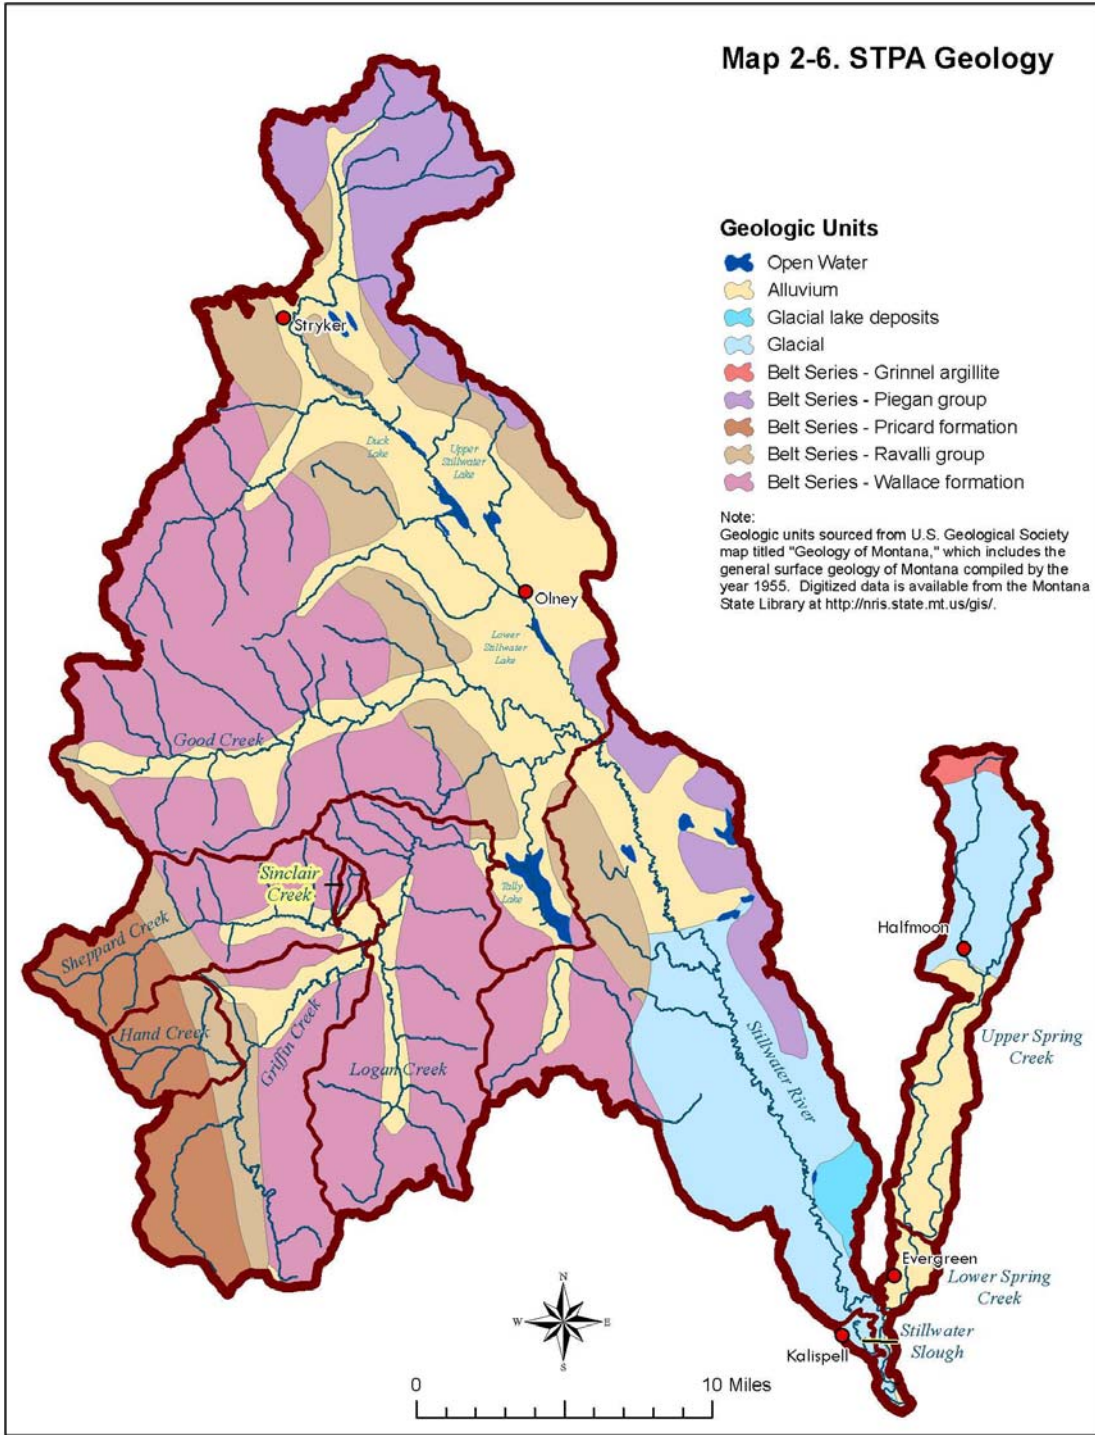 Map 2-6. STPA Geology
Geologic Units
Open Water
Alluvium
Glacial lake deposits
Glacial
Belt Series - Grinnel argillite
Belt Series - Piegan group
Belt Series - Pricard formation
Belt Series - Ravalli group
Belt Series - Wallace formation
Note:
Geologic units sourced from U.S. Geological Society
map titled "Geology of Montana," which includes the
general surface geology of Montana compiled by the
year 1955. Digitized data is available from the Montana
State Library at http://nris.state.mt.us/gis/.
Stryker
Duck
Lake
Upper
Stillwater
Lake
Olney
Lower
Stillwater
Lake
Good Creek
Sinclair
Creek
Tally
Lake
Sheppard Creek
Hand Creek
Griffin Creek
Logan Creek
Stillwater River
Halfmoon
Upper Spring
Creek
Evergreen
Lower Spring
Creek
Stillwater
Slough
Kalispell
N
W
E
S
0
10 Miles